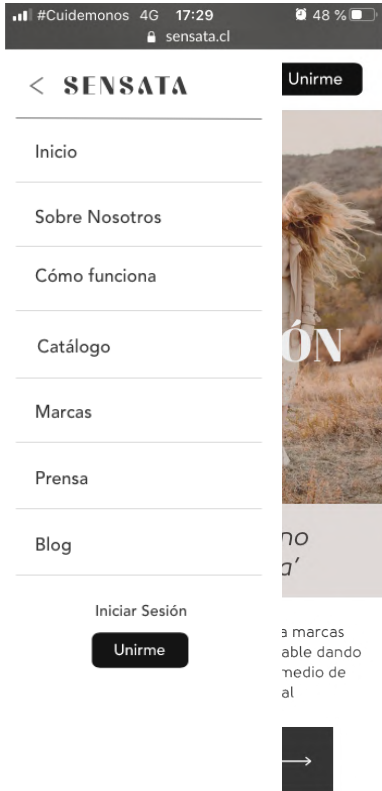 #Cuidemonos 4G 17:29 48 %
sensata.cl
SENSATA
Unirme
Inicio
Sobre Nosotros
Cómo funciona
Catálogo
Marcas
Prensa
Blog
Iniciar Sesión
Unirme
ÓN
no
a'
a marcas
able dando
medio de
al